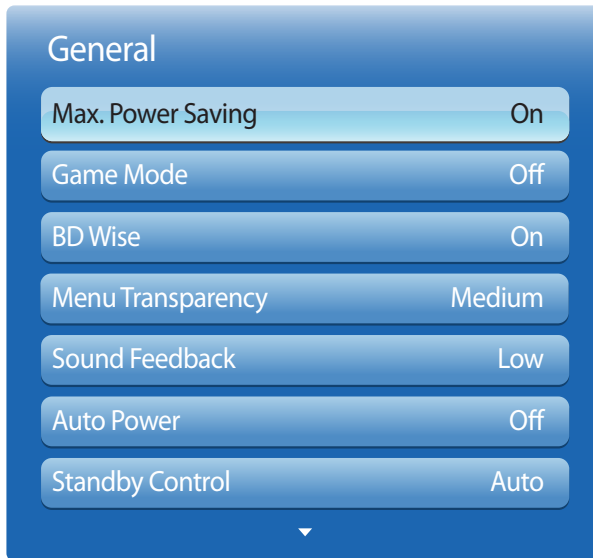 General
Max. Power Saving On
Game Mode Off
BD Wise On
Menu Transparency Medium
Sound Feedback Low
Auto Power Off
Standby Control Auto